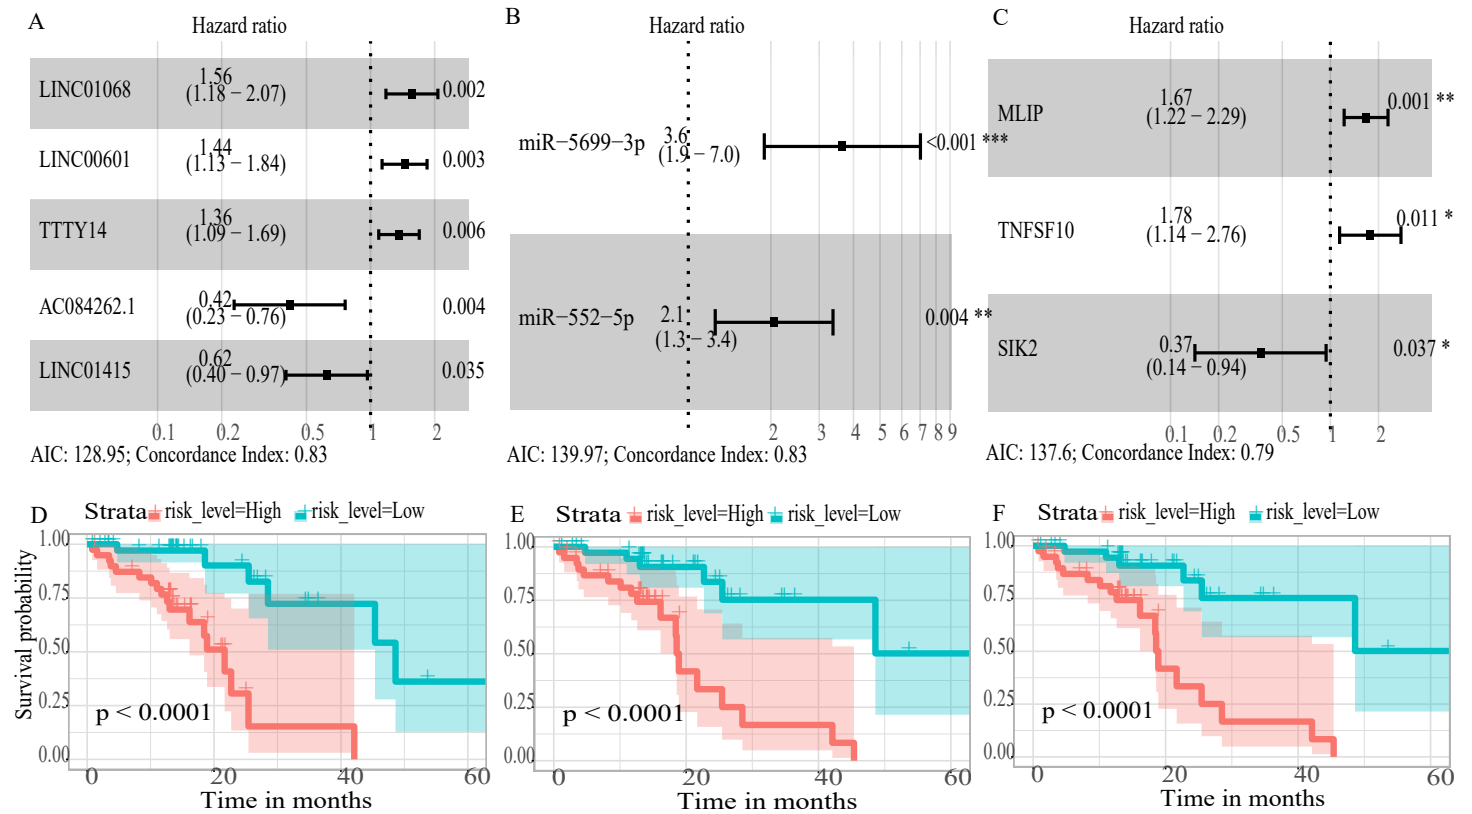 A
Hazard ratio
LINC01068
1.56
(1.18 − 2.07)
0.002
LINC00601
1.44
(1.13 − 1.84)
0.003
TTTY14
1.36
(1.09 − 1.69)
0.006
AC084262.1
0.42
(0.23 − 0.76)
0.004
LINC01415
0.62
(0.40 − 0.97)
0.035
0.1 0.2 0.5 1 2
AIC: 128.95; Concordance Index: 0.83
B
Hazard ratio
miR−5699−3p
3.6
(1.9 − 7.0)
<0.001 ***
miR−552−5p
2.1
(1.3 − 3.4)
0.004 **
2 3 4 5 6 7 8 9
AIC: 139.97; Concordance Index: 0.83
C
Hazard ratio
MLIP
1.67
(1.22 − 2.29)
0.001 **
TNFSF10
1.78
(1.14 − 2.76)
0.011 *
SIK2
0.37
(0.14 − 0.94)
0.037 *
0.1 0.2 0.5 1 2
AIC: 137.6; Concordance Index: 0.79
D
Strata risk_level=High risk_level=Low
Survival probability
1.00
0.75
0.50
0.25
0.00
p < 0.0001
0 20 40 60
Time in months
E
Strata risk_level=High risk_level=Low
1.00
0.75
0.50
0.25
0.00
p < 0.0001
0 20 40 60
Time in months
F
Strata risk_level=High risk_level=Low
1.00
0.75
0.50
0.25
0.00
p < 0.0001
0 20 40 60
Time in months